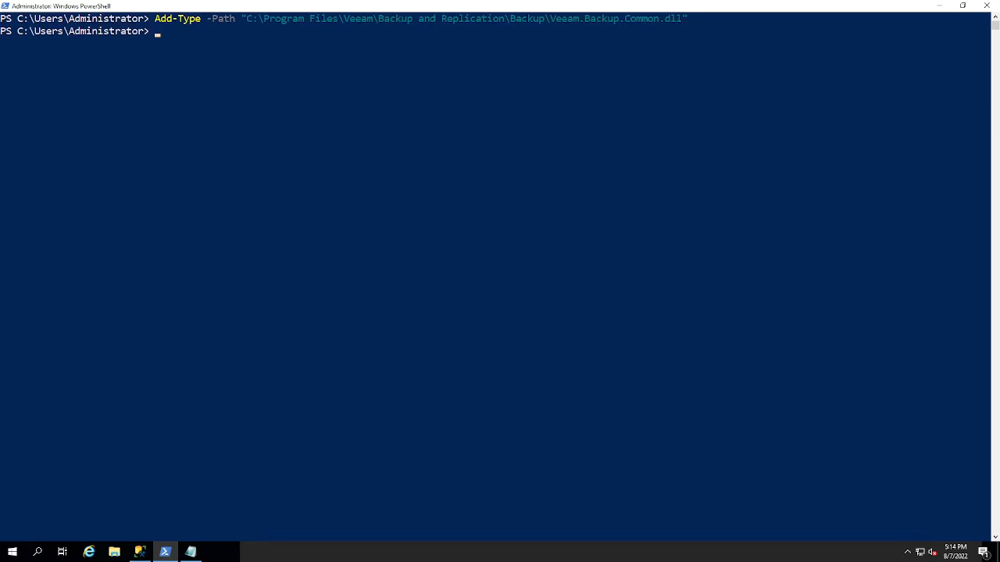 Administrator: Windows PowerShell
PS C:\Users\Administrator> Add-Type -Path "C:\Program Files\Veeam\Backup and Replication\Backup\Veeam.Backup.Common.dll"
PS C:\Users\Administrator>
5:14 PM
8/7/2022
1